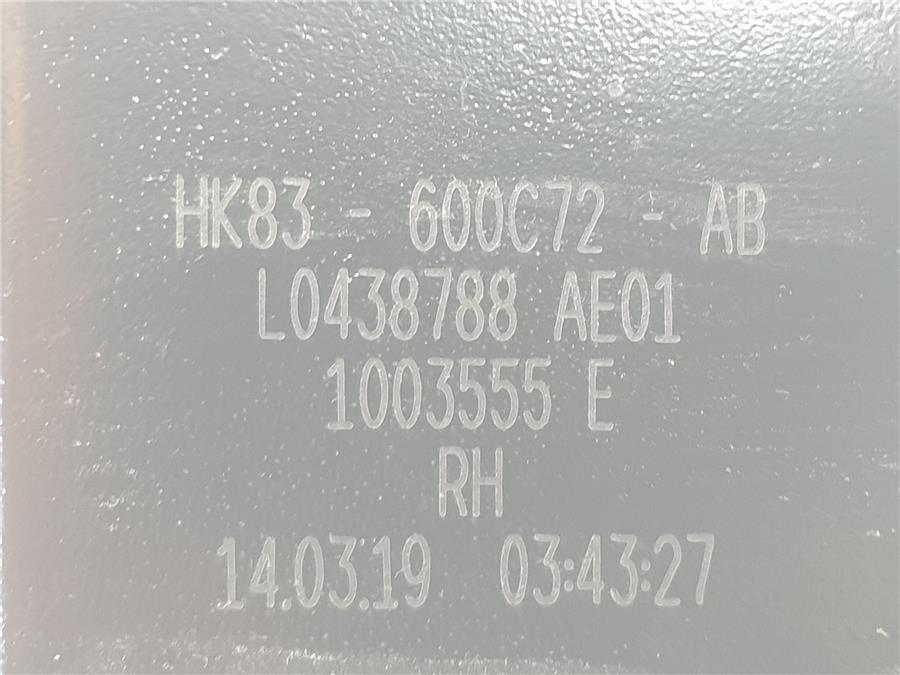 HK83 - 600C72 - AB
L0438788 AE01
1003555 E
RH
14.03.19 03:43:27